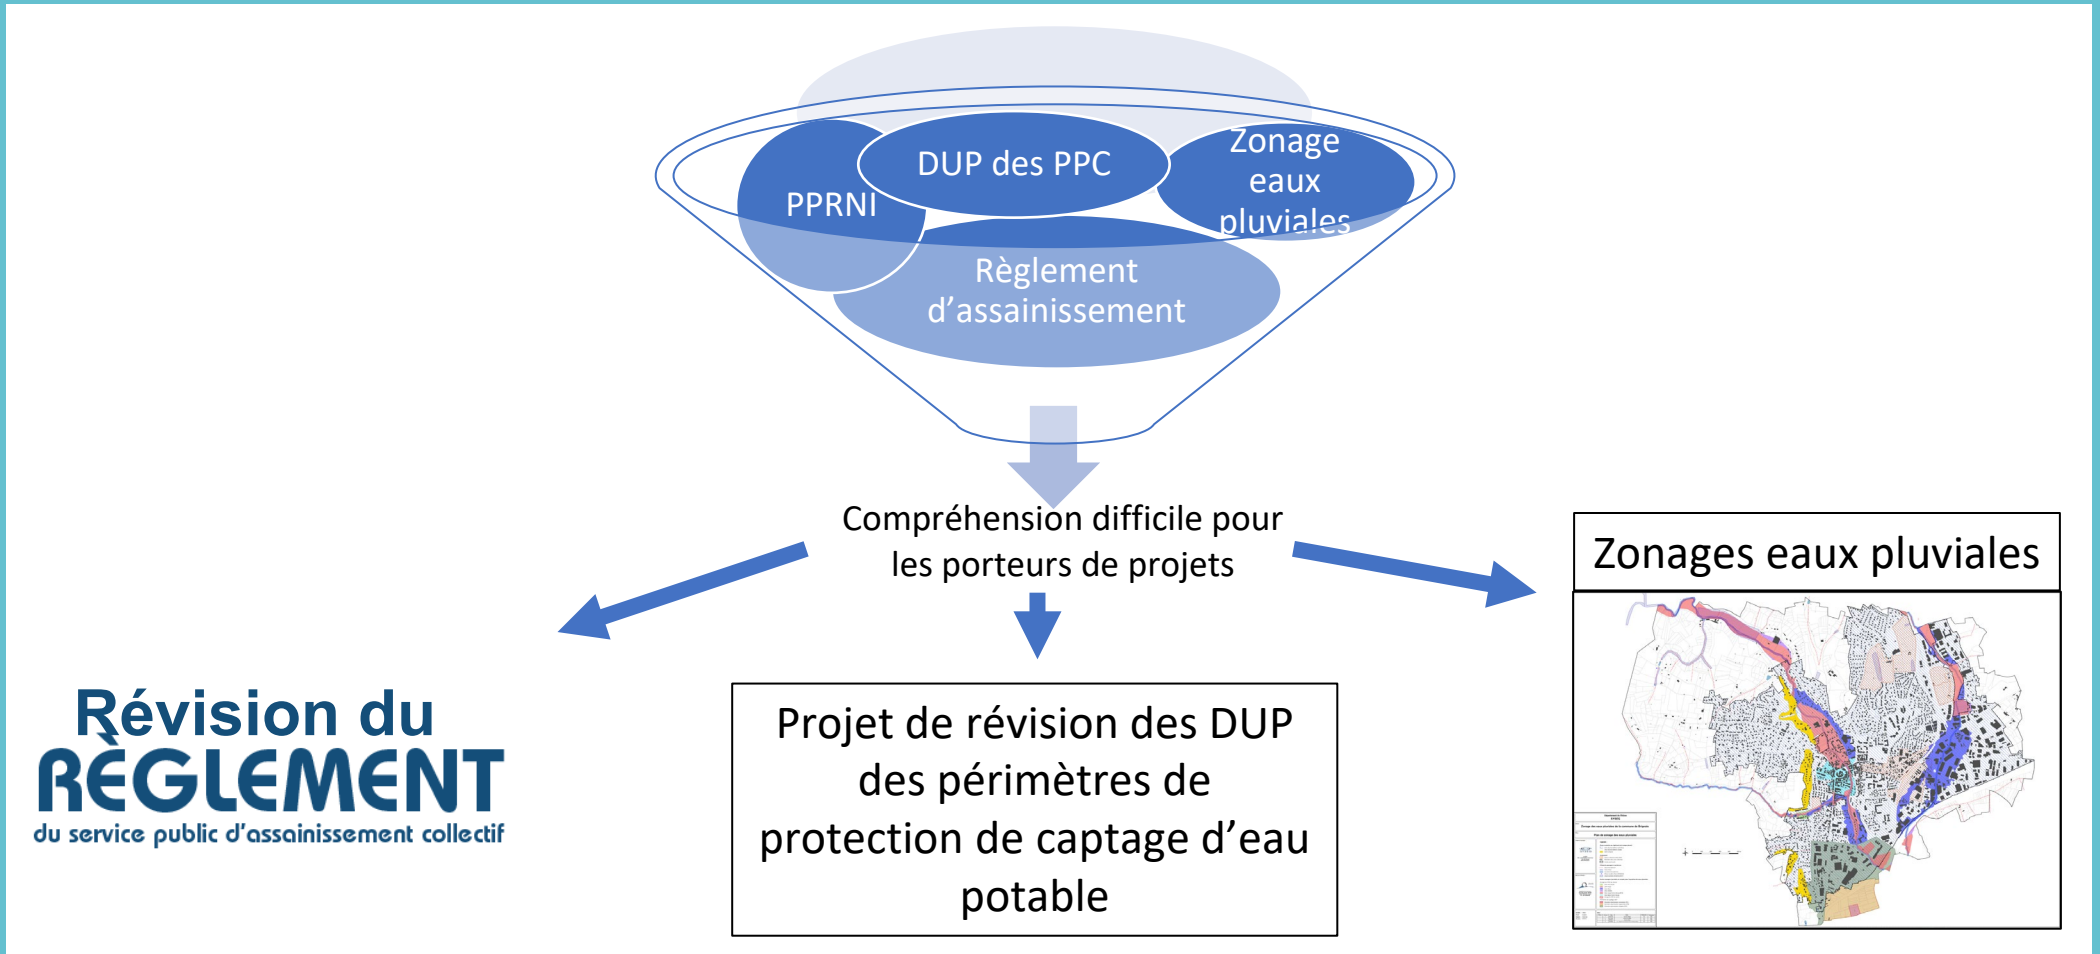 DUP des PPC
Zonage
eaux
pluviales
PPRNI
Règlement
d’assainissement
Compréhension difficile pour
les porteurs de projets
Révision du
RÈGLEMENT
du service public d’assainissement collectif
Projet de révision des DUP
des périmètres de
protection de captage d’eau
potable
Zonages eaux pluviales